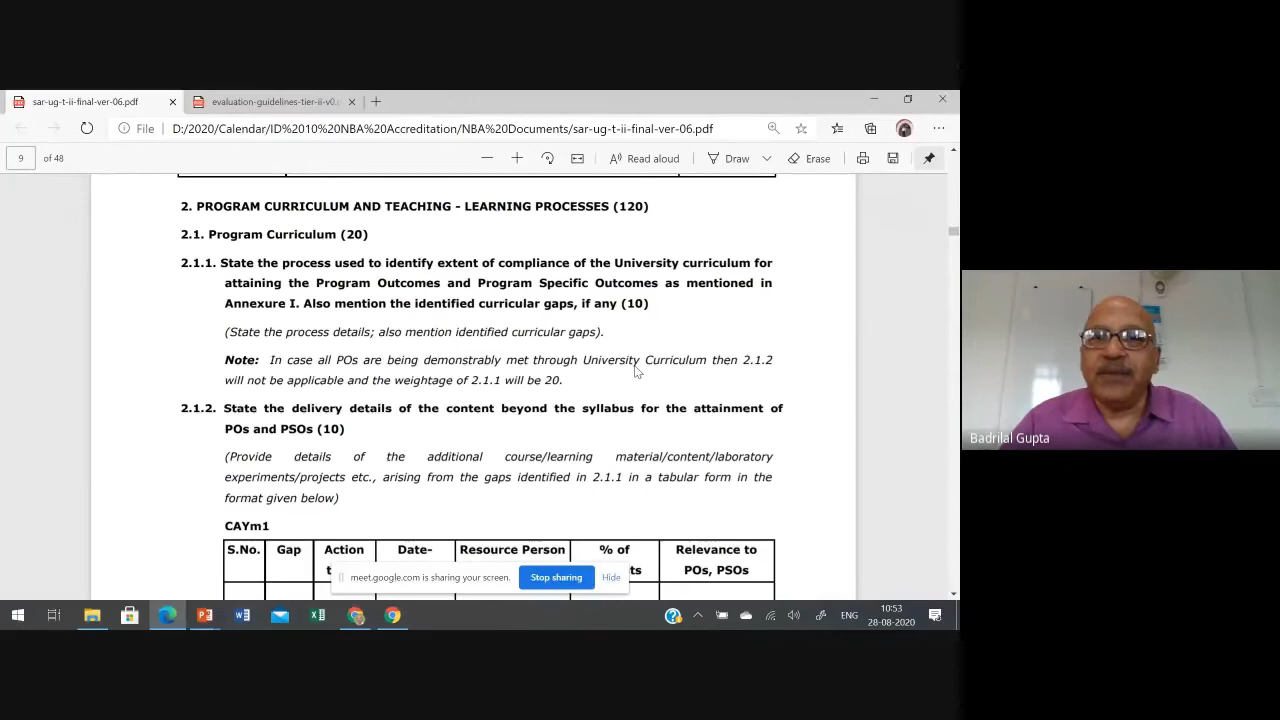 sar-ug-t-ii-final-ver-06.pdf
evaluation-guidelines-tier-ii-v0.
File D:/2020/Calendar/ID%2010%20NBA%20Accreditation/NBA%20Documents/sar-ug-t-ii-final-ver-06.pdf
9 of 48 Read aloud Draw Erase
2. PROGRAM CURRICULUM AND TEACHING - LEARNING PROCESSES (120)
2.1. Program Curriculum (20)
2.1.1. State the process used to identify extent of compliance of the University curriculum for
attaining the Program Outcomes and Program Specific Outcomes as mentioned in
Annexure I. Also mention the identified curricular gaps, if any (10)
(State the process details; also mention identified curricular gaps).
Note: In case all POs are being demonstrably met through University Curriculum then 2.1.2
will not be applicable and the weightage of 2.1.1 will be 20.
2.1.2. State the delivery details of the content beyond the syllabus for the attainment of
POs and PSOs (10)
(Provide details of the additional course/learning material/content/laboratory
experiments/projects etc., arising from the gaps identified in 2.1.1 in a tabular form in the
format given below)
CAYm1
S.No. Gap Action Date- Resource Person % of Relevance to
POs, PSOs
meet.google.com is sharing your screen. Stop sharing Hide
Badrilal Gupta
ENG
10:53
28-08-2020